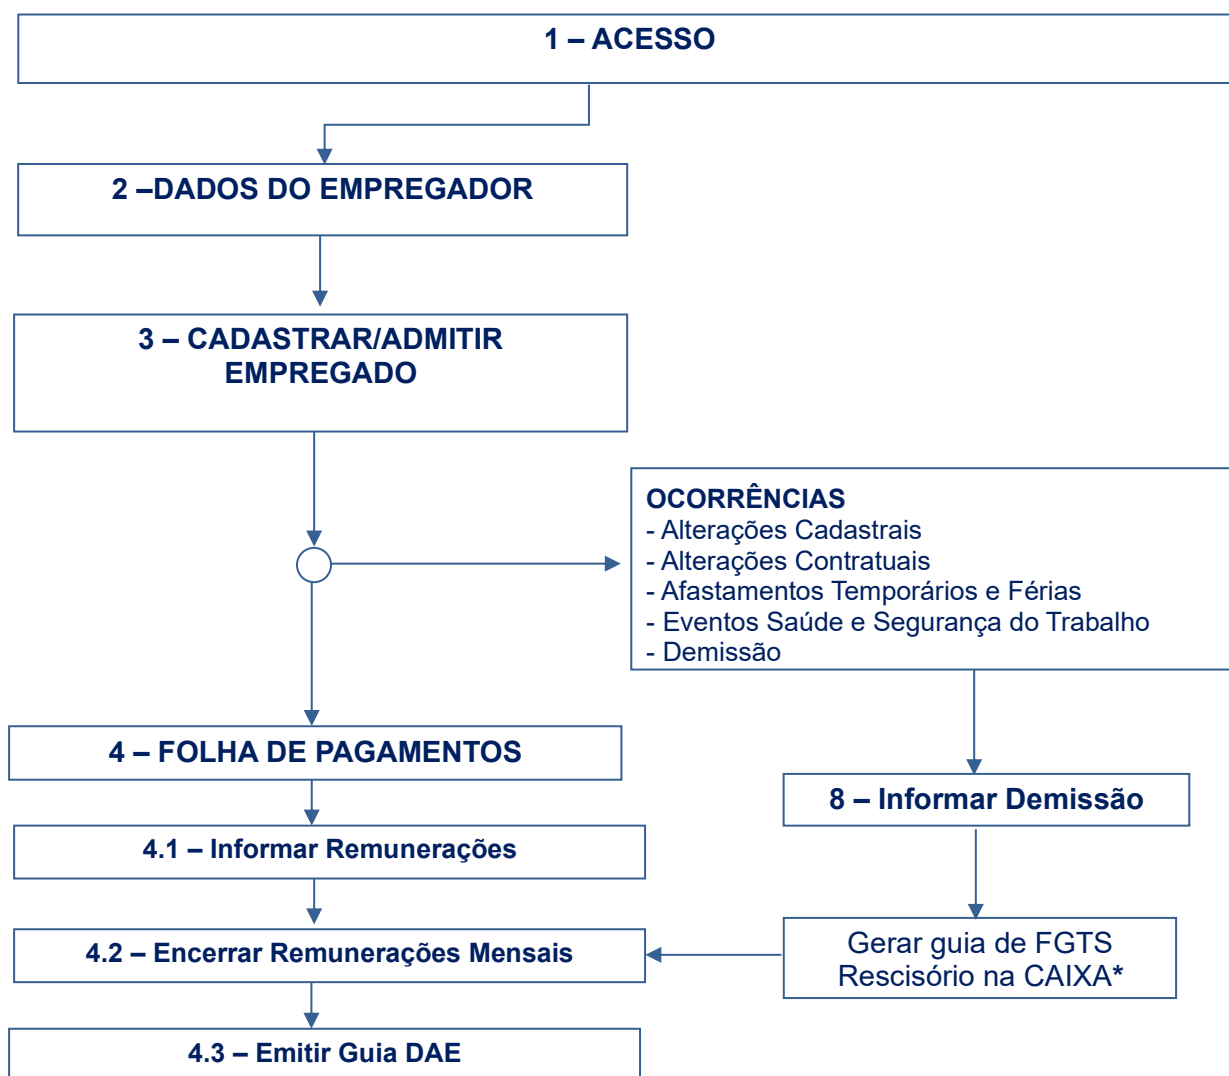 1 – ACESSO
2 –DADOS DO EMPREGADOR
3 – CADASTRAR/ADMITIR
EMPREGADO
OCORRÊNCIAS
- Alterações Cadastrais
- Alterações Contratuais
- Afastamentos Temporários e Férias
- Eventos Saúde e Segurança do Trabalho
- Demissão
4 – FOLHA DE PAGAMENTOS
8 – Informar Demissão
4.1 – Informar Remunerações
4.2 – Encerrar Remunerações Mensais
Gerar guia de FGTS
Rescisório na CAIXA*
4.3 – Emitir Guia DAE